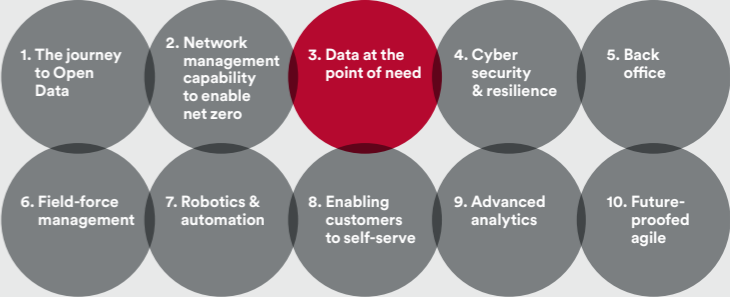 1. The journey
to Open
Data
2. Network
management
capability
to enable
net zero
3. Data at the
point of need
4. Cyber
security
& resilience
5. Back
office
6. Field-force
management
7. Robotics &
automation
8. Enabling
customers
to self-serve
9. Advanced
analytics
10. Future-
proofed
agile